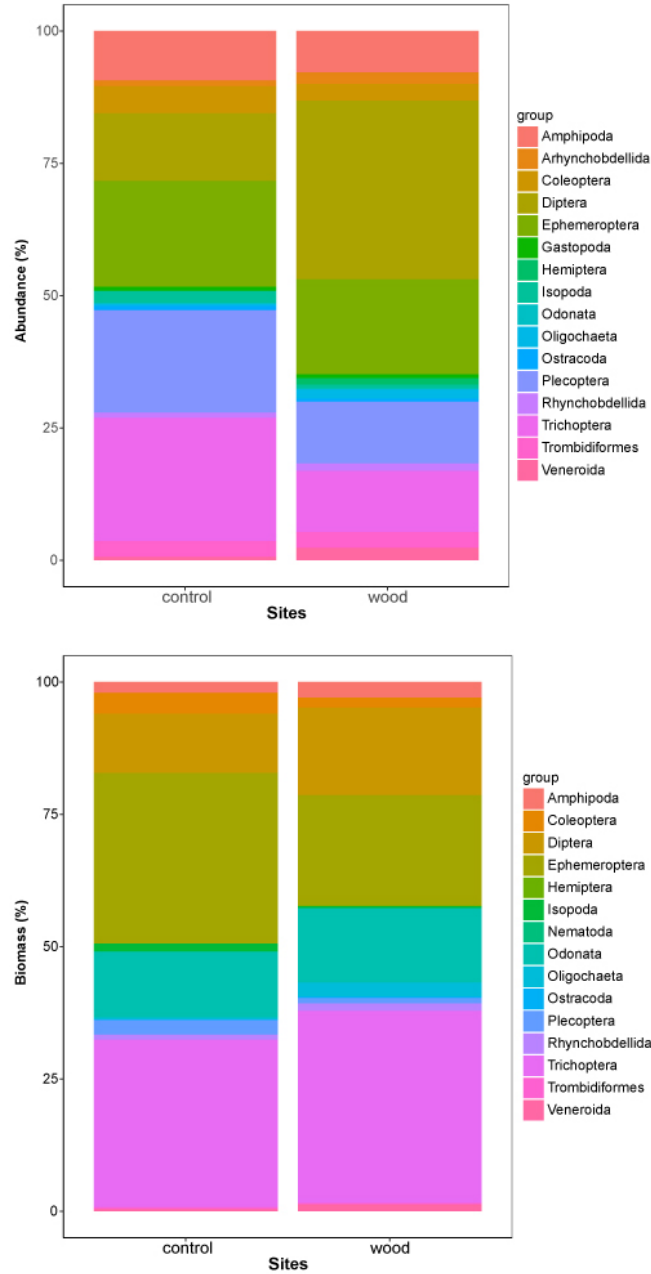 100
75
50
25
0
Abundance (%)
control
wood
Sites
group
Amphipoda
Arhynchobdellida
Coleoptera
Diptera
Ephemeroptera
Gastopoda
Hemiptera
Isopoda
Odonata
Oligochaeta
Ostracoda
Plecoptera
Rhynchobdellida
Trichoptera
Trombidiformes
Veneroida
100
75
50
25
0
Biomass (%)
control
wood
Sites
group
Amphipoda
Coleoptera
Diptera
Ephemeroptera
Hemiptera
Isopoda
Nematoda
Odonata
Oligochaeta
Ostracoda
Plecoptera
Rhynchobdellida
Trichoptera
Trombidiformes
Veneroida